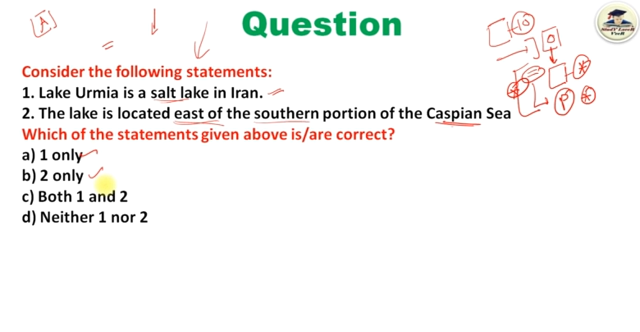 [A]
Question
10
D
P
Consider the following statements:
1. Lake Urmia is a salt lake in Iran.
2. The lake is located east of the southern portion of the Caspian Sea
Which of the statements given above is/are correct?
a) 1 only
b) 2 only
c) Both 1 and 2
d) Neither 1 nor 2